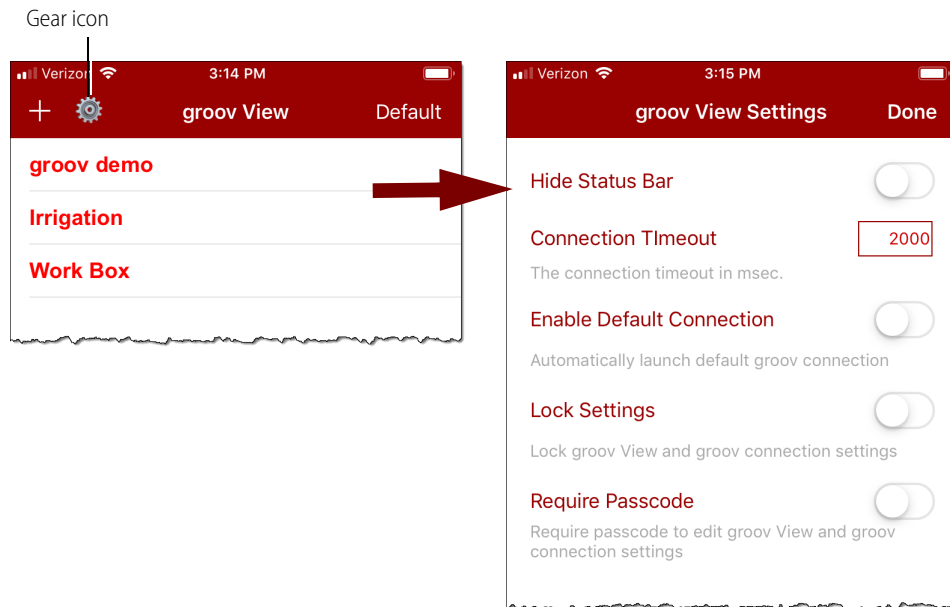 Gear icon
Verizon 3:14 PM
groov View Default
groov demo
Irrigation
Work Box
Verizon 3:15 PM
groov View Settings Done
Hide Status Bar
Connection TImeout 2000
The connection timeout in msec.
Enable Default Connection
Automatically launch default groov connection
Lock Settings
Lock groov View and groov connection settings
Require Passcode
Require passcode to edit groov View and groov
connection settings